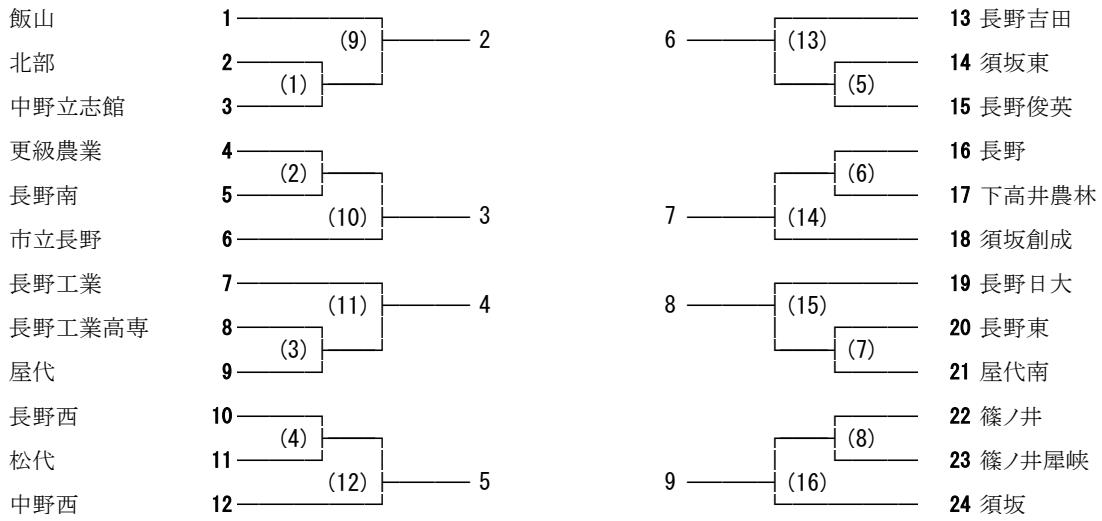 飯山 1 13 長野吉田
(9) 2 6 (13)
北部 2 14 須坂東
(1) (5)
中野立志館 3 15 長野俊英
更級農業 4 16 長野
(2) (6)
長野南 5 17 下高井農林
(10) 3 7 (14)
市立長野 6 18 須坂創成
長野工業 7 19 長野日大
(11) 4 8 (15)
長野工業高専 8 20 長野東
(3) (7)
屋代 9 21 屋代南
長野西 10 22 篠ノ井
(4) (8)
松代 11 23 篠ノ井犀峡
(12) 5 9 (16)
中野西 12 24 須坂